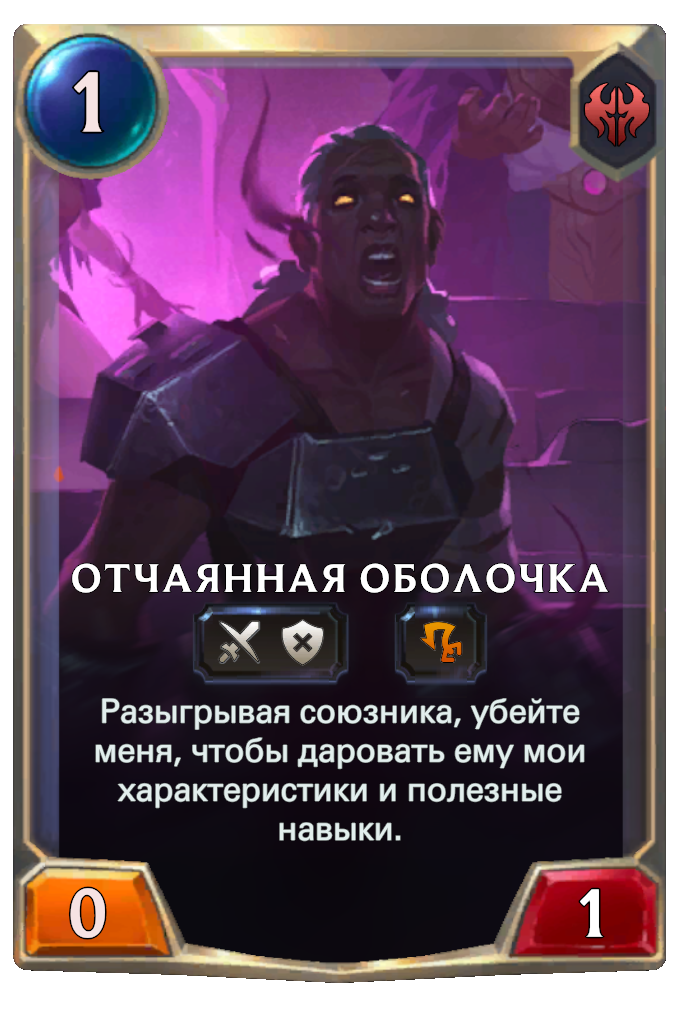 1
ОТЧАЯННАЯ ОБОЛОЧКА
Разыгрывая союзника, убейте
меня, чтобы даровать ему мои
характеристики и полезные
навыки.
0
1